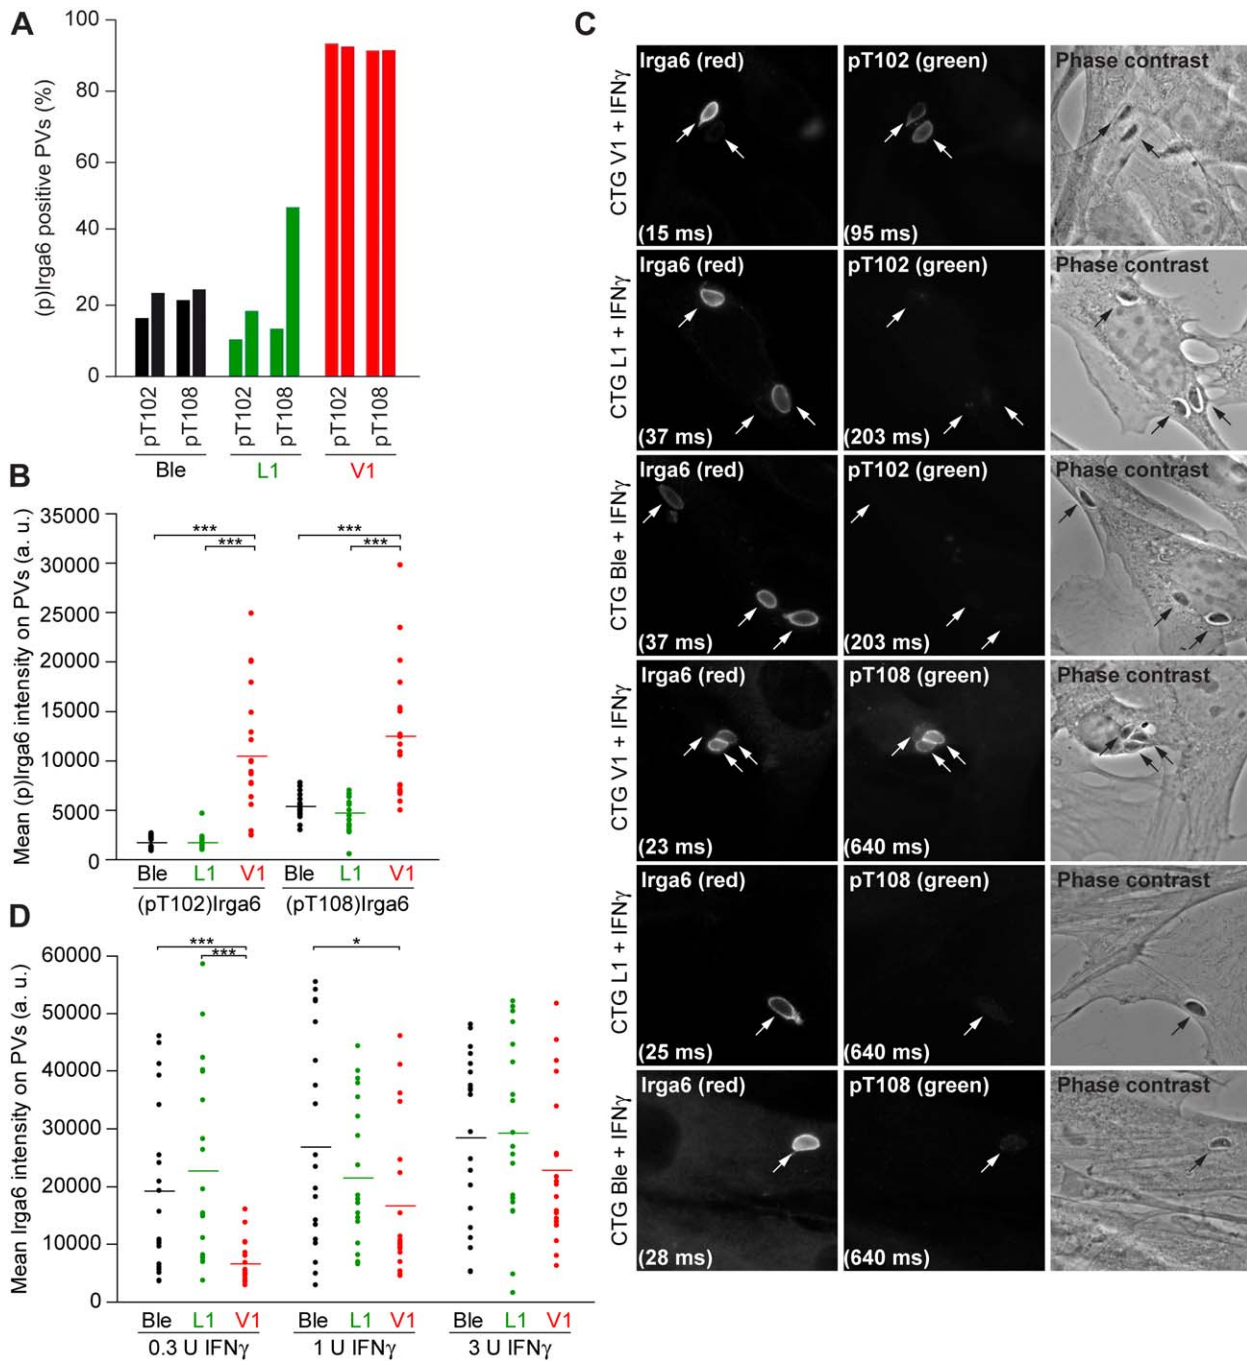 A
(p)Irga6 positive PVs (%)
100
80
60
40
20
0
pT102
pT108
pT102
pT108
pT102
pT108
Ble
L1
V1
B
Mean (p)Irga6 intensity on PVs (a. u.)
35000
30000
25000
20000
15000
10000
5000
0
***
***
***
***
Ble L1 V1 Ble L1 V1
(pT102)Irga6 (pT108)Irga6
D
Mean Irga6 intensity on PVs (a. u.)
60000
50000
40000
30000
20000
10000
0
***
***
*
Ble L1 V1 Ble L1 V1 Ble L1 V1
0.3 U IFNγ 1 U IFNγ 3 U IFNγ
C
CTG V1 + IFNγ
Irga6 (red) pT102 (green) Phase contrast
(15 ms) (95 ms)
CTG L1 + IFNγ
Irga6 (red) pT102 (green) Phase contrast
(37 ms) (203 ms)
CTG Ble + IFNγ
Irga6 (red) pT102 (green) Phase contrast
(37 ms) (203 ms)
CTG V1 + IFNγ
Irga6 (red) pT108 (green) Phase contrast
(23 ms) (640 ms)
CTG L1 + IFNγ
Irga6 (red) pT108 (green) Phase contrast
(25 ms) (640 ms)
CTG Ble + IFNγ
Irga6 (red) pT108 (green) Phase contrast
(28 ms) (640 ms)